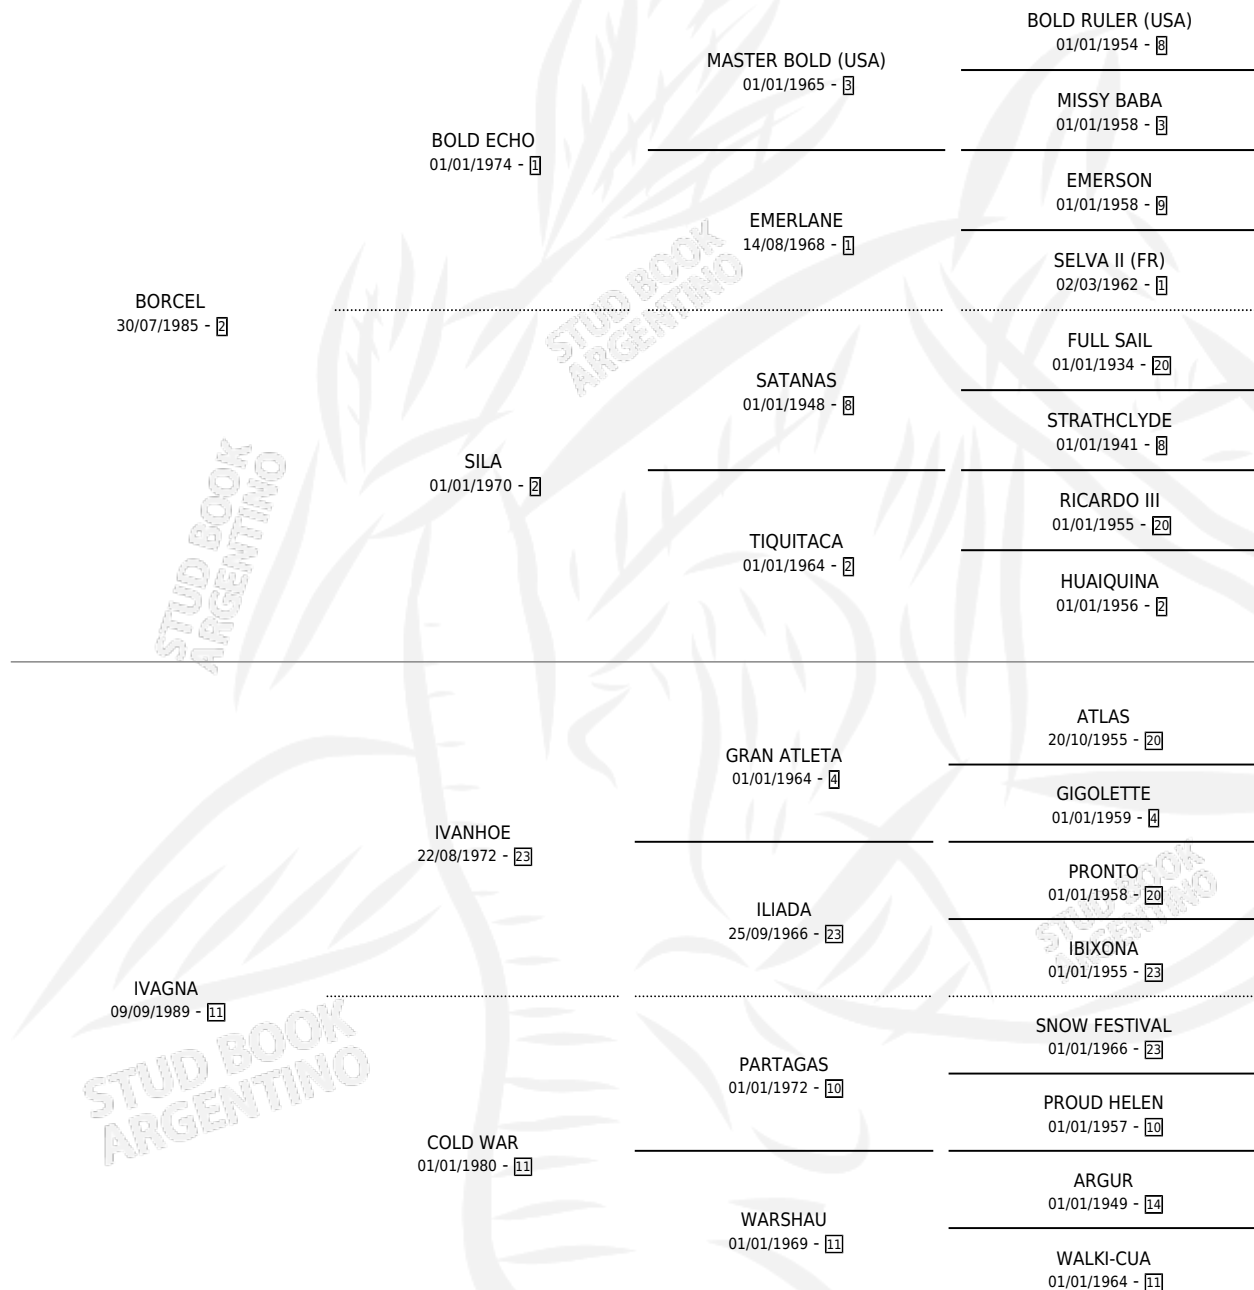 BOLD RULER (USA)
01/01/1954 - 8
MASTER BOLD (USA)
01/01/1965 - 3
MISSY BABA
01/01/1958 - 3
BOLD ECHO
01/01/1974 - 1
EMERSON
01/01/1958 - 9
EMERLANE
14/08/1968 - 1
SELVA II (FR)
02/03/1962 - 1
BORCEL
30/07/1985 - 2
FULL SAIL
01/01/1934 - 20
SATANAS
01/01/1948 - 8
STRATHCLYDE
01/01/1941 - 8
SILA
01/01/1970 - 2
RICARDO III
01/01/1955 - 20
TIQUITACA
01/01/1964 - 2
HUAIQUINA
01/01/1956 - 2
ATLAS
20/10/1955 - 20
GRAN ATLETA
01/01/1964 - 4
GIGOLETTE
01/01/1959 - 4
IVANHOE
22/08/1972 - 23
PRONTO
01/01/1958 - 20
ILIADA
25/09/1966 - 23
IBIXONA
01/01/1955 - 23
IVAGNA
09/09/1989 - 11
SNOW FESTIVAL
01/01/1966 - 23
PARTAGAS
01/01/1972 - 10
PROUD HELEN
01/01/1957 - 10
COLD WAR
01/01/1980 - 11
ARGUR
01/01/1949 - 14
WARSHAU
01/01/1969 - 11
WALKI-CUA
01/01/1964 - 11
STUD BOOK
ARGENTINO
STUD BOOK
ARGENTINO
STUD BOOK
ARGENTINO
STUD BOOK
ARGENTINO